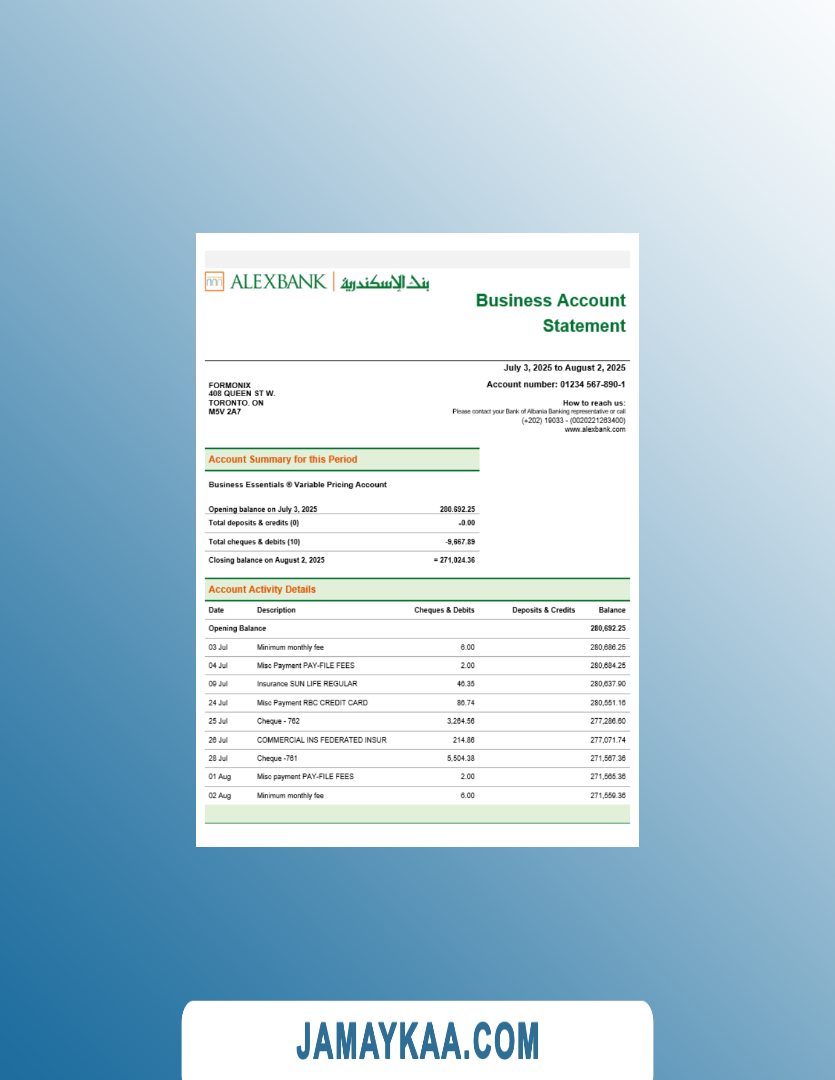 ALEXBANK | بنك الإسكندرية
Business Account
Statement
July 3, 2025 to August 2, 2025
Account number: 01234 567-890-1
FORMONIX
408 QUEEN ST W.
TORONTO. ON
M5V 2A7
How to reach us:
Please contact your Bank of Albania Banking representative or call
(+202) 19033 - (0020221263400)
www.alexbank.com
Account Summary for this Period
Business Essentials ® Variable Pricing Account
Opening balance on July 3, 2025 280.692.25
Total deposits & credits (0) -0.00
Total cheques & debits (10) -9,667.89
Closing balance on August 2, 2025 = 271,024.36
Account Activity Details
Date Description Cheques & Debits Deposits & Credits Balance
Opening Balance 280,692.25
03 Jul Minimum monthly fee 6.00 280,686.25
04 Jul Misc Payment PAY-FILE FEES 2.00 280,684.25
09 Jul Insurance SUN LIFE REGULAR 46.35 280,637.90
24 Jul Misc Payment RBC CREDIT CARD 86.74 280,551.16
25 Jul Cheque - 762 3,264.56 277,286.60
26 Jul COMMERCIAL INS FEDERATED INSUR 214.86 277,071.74
28 Jul Cheque -761 5,504.38 271,567.36
01 Aug Misc payment PAY-FILE FEES 2.00 271,565.36
02 Aug Minimum monthly fee 6.00 271,559.36
JAMAYKAA.COM